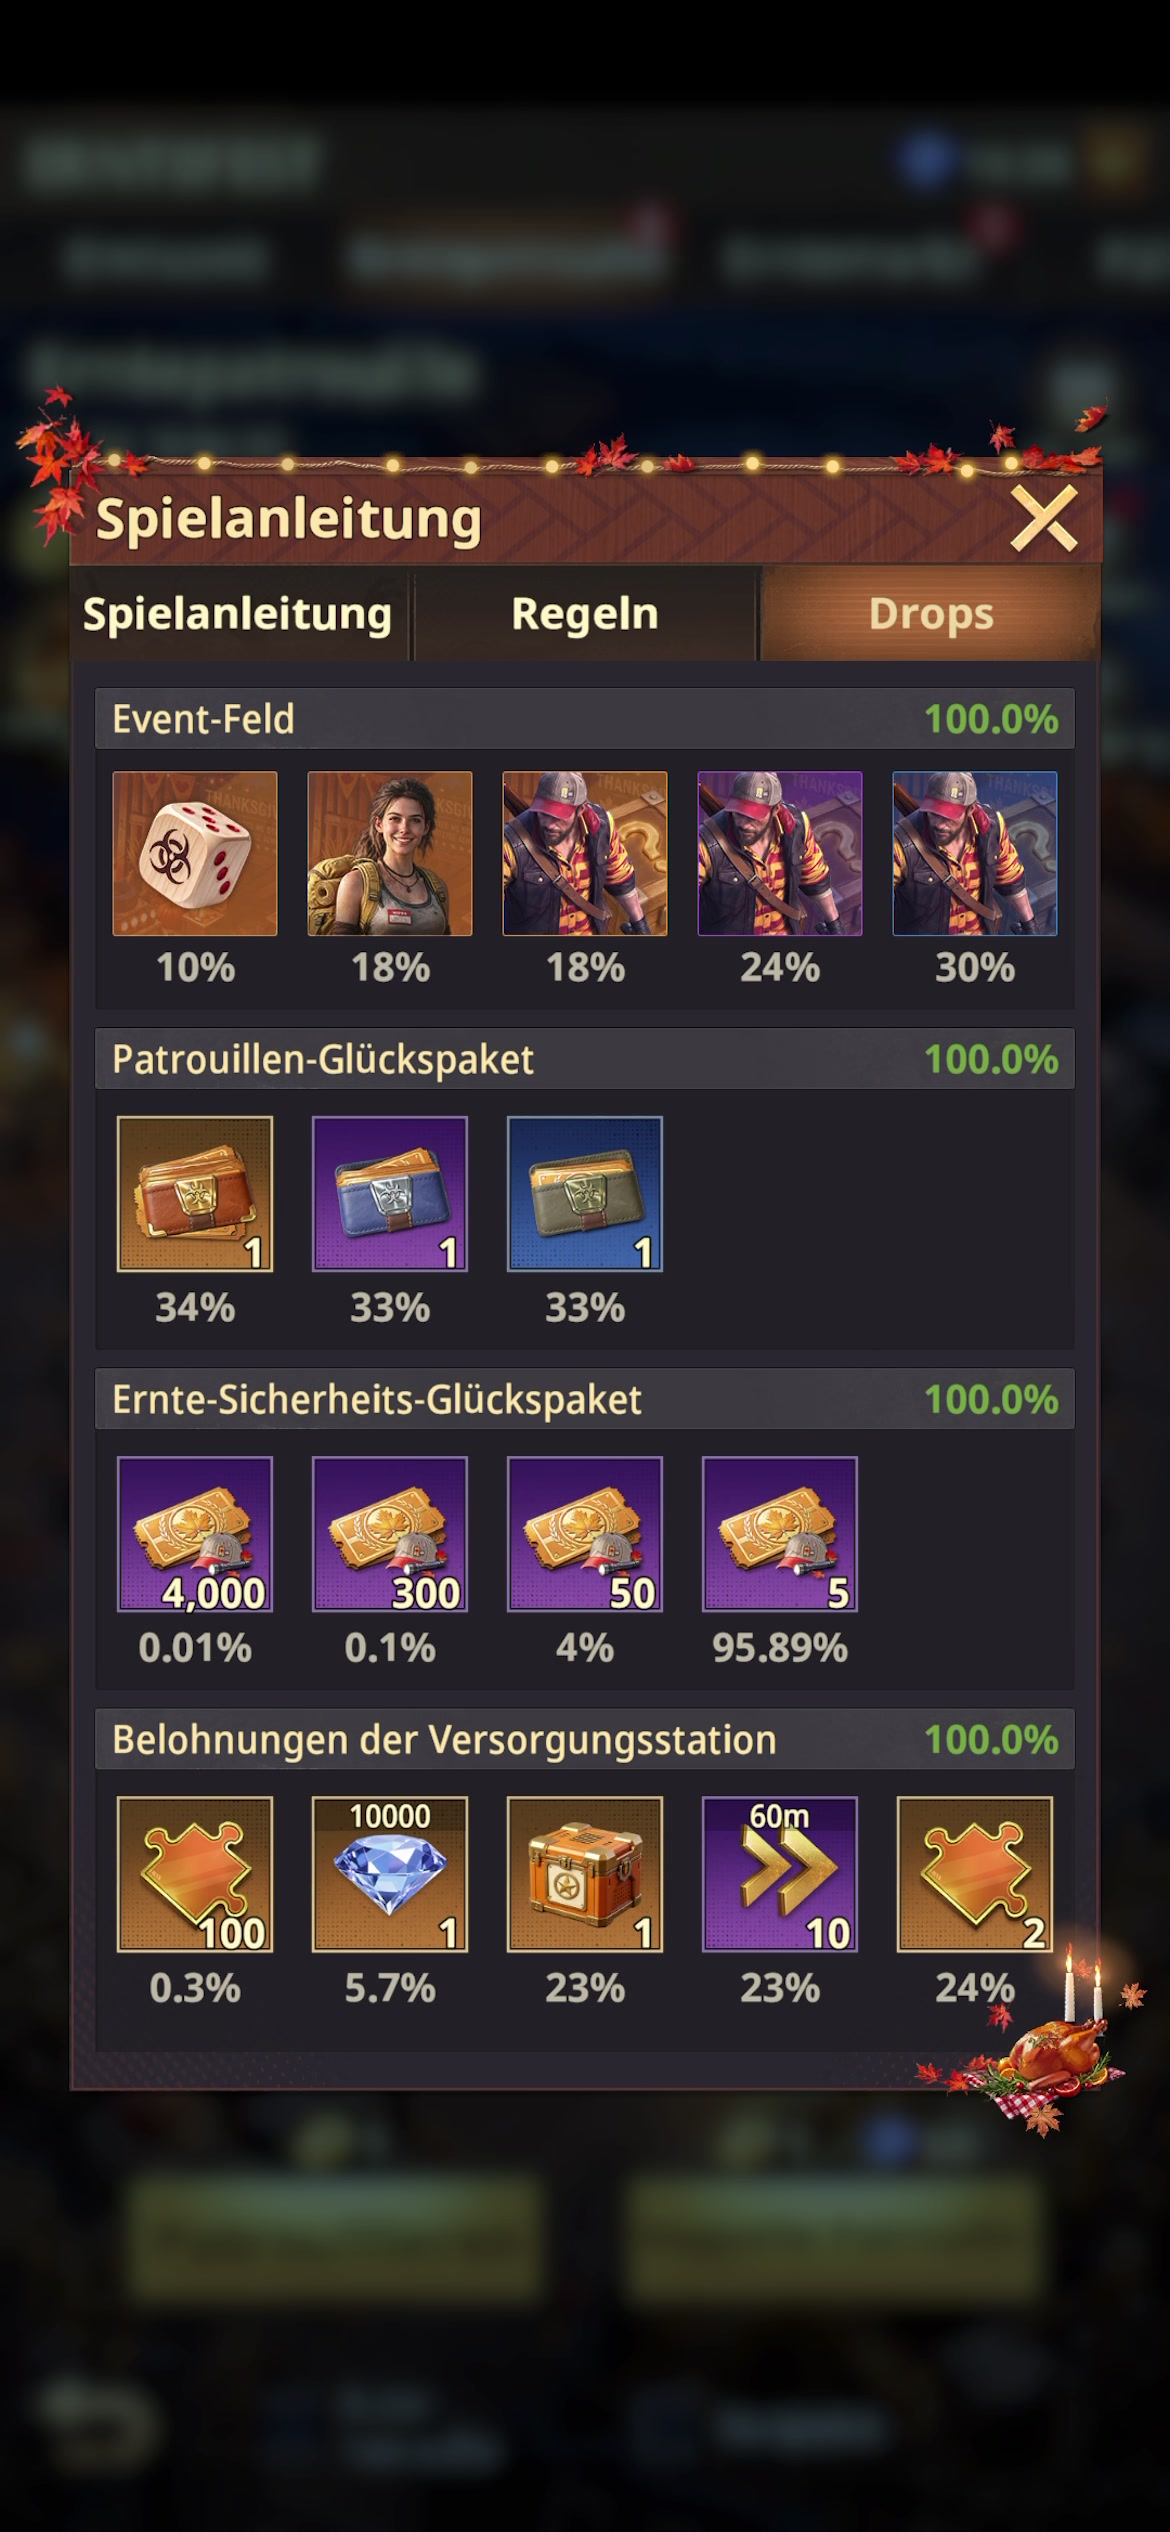 Spielanleitung
Spielanleitung Regeln Drops
Event-Feld 100.0%
10% 18% 18% 24% 30%
Patrouillen-Glückspaket 100.0%
1 1 1
34% 33% 33%
Ernte-Sicherheits-Glückspaket 100.0%
4,000 300 50 5
0.01% 0.1% 4% 95.89%
Belohnungen der Versorgungsstation 100.0%
10000 60m
100 1 1 10 2
0.3% 5.7% 23% 23% 24%